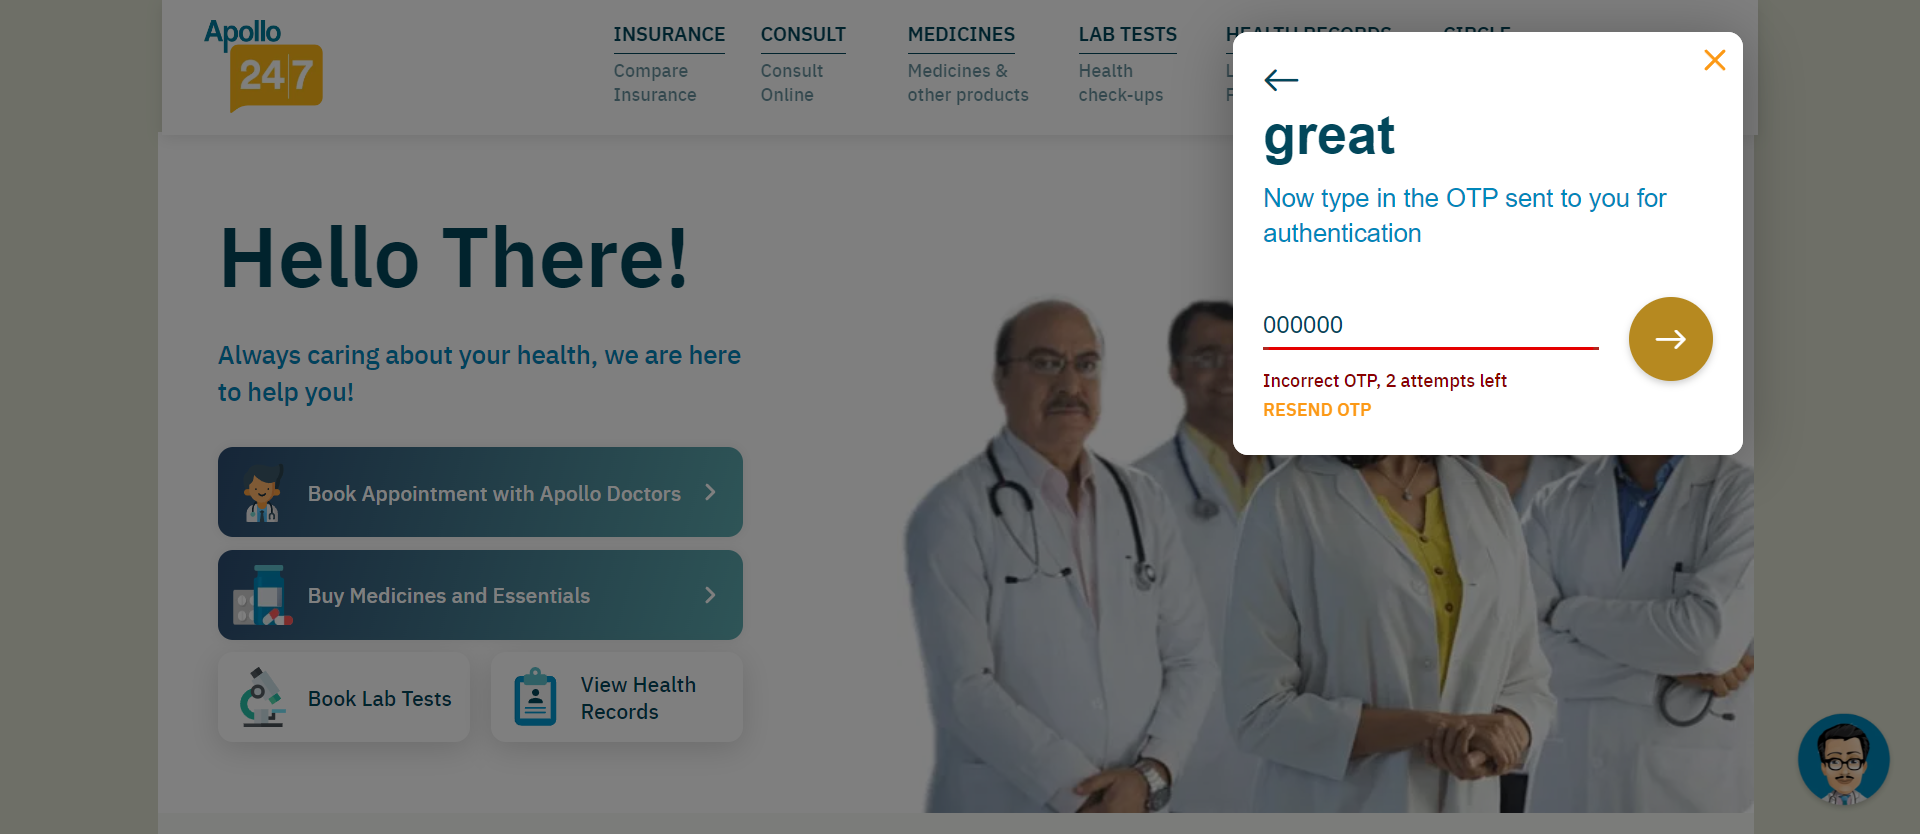 Apollo
24|7
INSURANCE
Compare
Insurance
CONSULT
Consult
Online
MEDICINES
Medicines &
other products
LAB TESTS
Health
check-ups
HEALTH RECORDS
CIRCLE
great
Now type in the OTP sent to you for
authentication
000000
Incorrect OTP, 2 attempts left
RESEND OTP
Hello There!
Always caring about your health, we are here
to help you!
Book Appointment with Apollo Doctors
Buy Medicines and Essentials
Book Lab Tests
View Health
Records